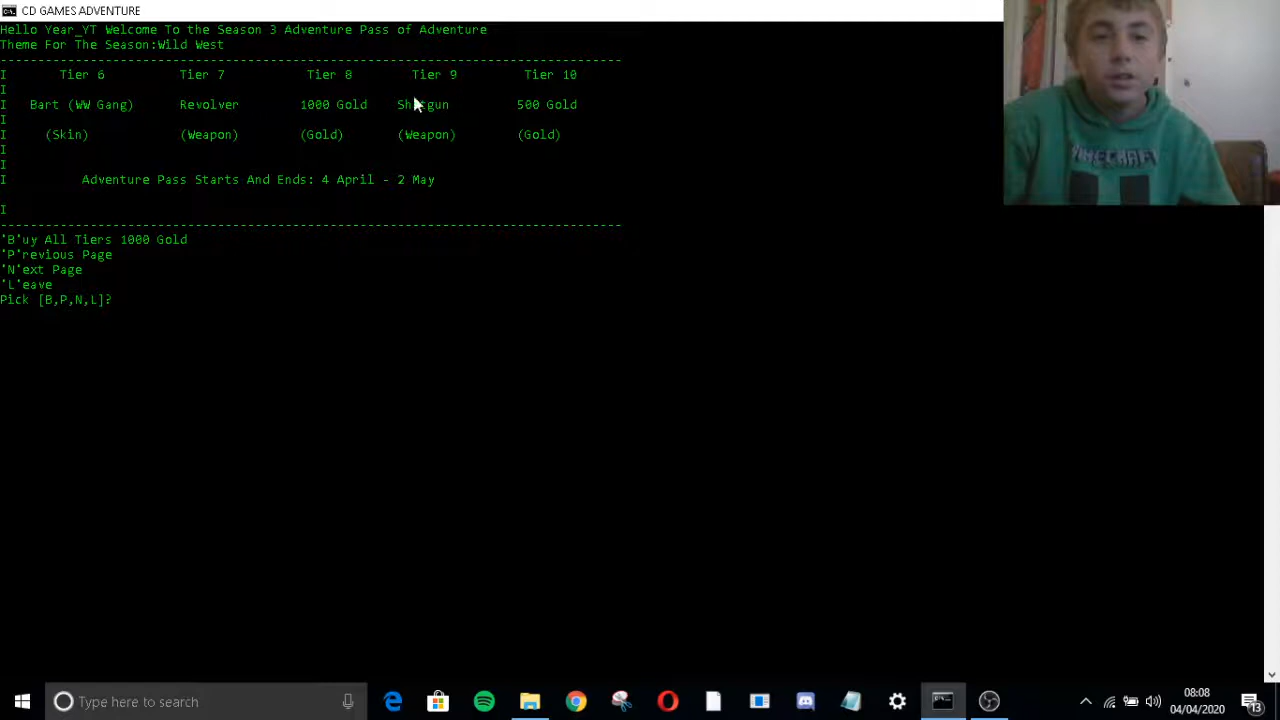 CD GAMES ADVENTURE
Hello Year_YT Welcome To the Season 3 Adventure Pass of Adventure
Theme For The Season:Wild West
--------------------------------------------------------------------------------
I Tier 6 Tier 7 Tier 8 Tier 9 Tier 10
I
I Bart (WW Gang) Revolver 1000 Gold Shotgun 500 Gold
I
I (Skin) (Weapon) (Gold) (Weapon) (Gold)
I
I
I Adventure Pass Starts And Ends: 4 April - 2 May
I
--------------------------------------------------------------------------------
'B'uy All Tiers 1000 Gold
'P'revious Page
'N'ext Page
'L'eave
Pick [B,P,N,L]?
MINECRAFT
Type here to search
08:08
04/04/2020
13